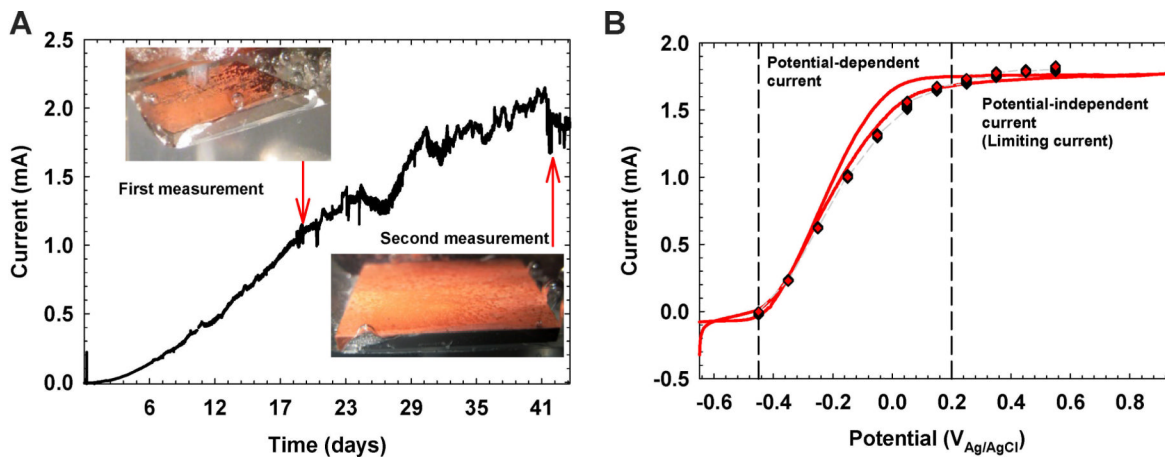 A
2.5
2.0
1.5
1.0
0.5
0.0
Current (mA)
First measurement
Second measurement
6 12 17 23 29 35 41
Time (days)
B
2.0
1.5
1.0
0.5
0.0
-0.5
Current (mA)
Potential-dependent
current
Potential-independent
current
(Limiting current)
-0.6 -0.4 -0.2 0.0 0.2 0.4 0.6 0.8
Potential (V_Ag/AgCl)